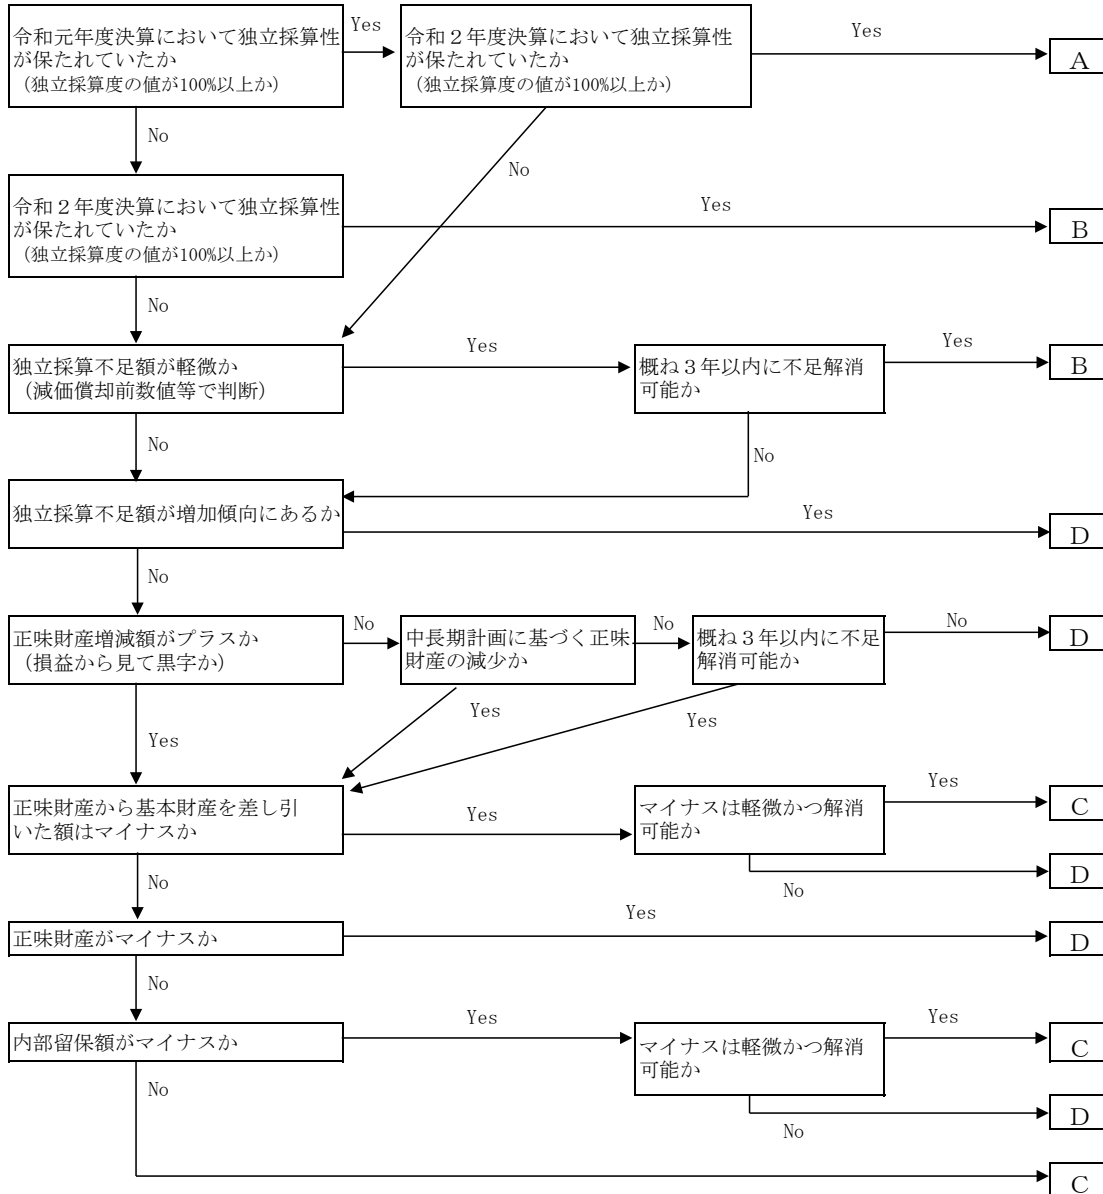 令和元年度決算において独立採算性
が保たれていたか
（独立採算度の値が100%以上か）
Yes
令和２年度決算において独立採算性
が保たれていたか
（独立採算度の値が100%以上か）
Yes
A
No
No
令和２年度決算において独立採算性
が保たれていたか
（独立採算度の値が100%以上か）
Yes
B
No
独立採算不足額が軽微か
（減価償却前数値等で判断）
Yes
概ね３年以内に不足解消
可能か
Yes
B
No
No
独立採算不足額が増加傾向にあるか
Yes
D
No
正味財産増減額がプラスか
（損益から見て黒字か）
No
中長期計画に基づく正味
財産の減少か
No
概ね３年以内に不足
解消可能か
No
D
Yes
Yes
Yes
正味財産から基本財産を差し引
いた額はマイナスか
Yes
マイナスは軽微かつ解消
可能か
Yes
C
No
D
No
正味財産がマイナスか
Yes
D
No
内部留保額がマイナスか
Yes
マイナスは軽微かつ解消
可能か
Yes
C
No
D
No
C